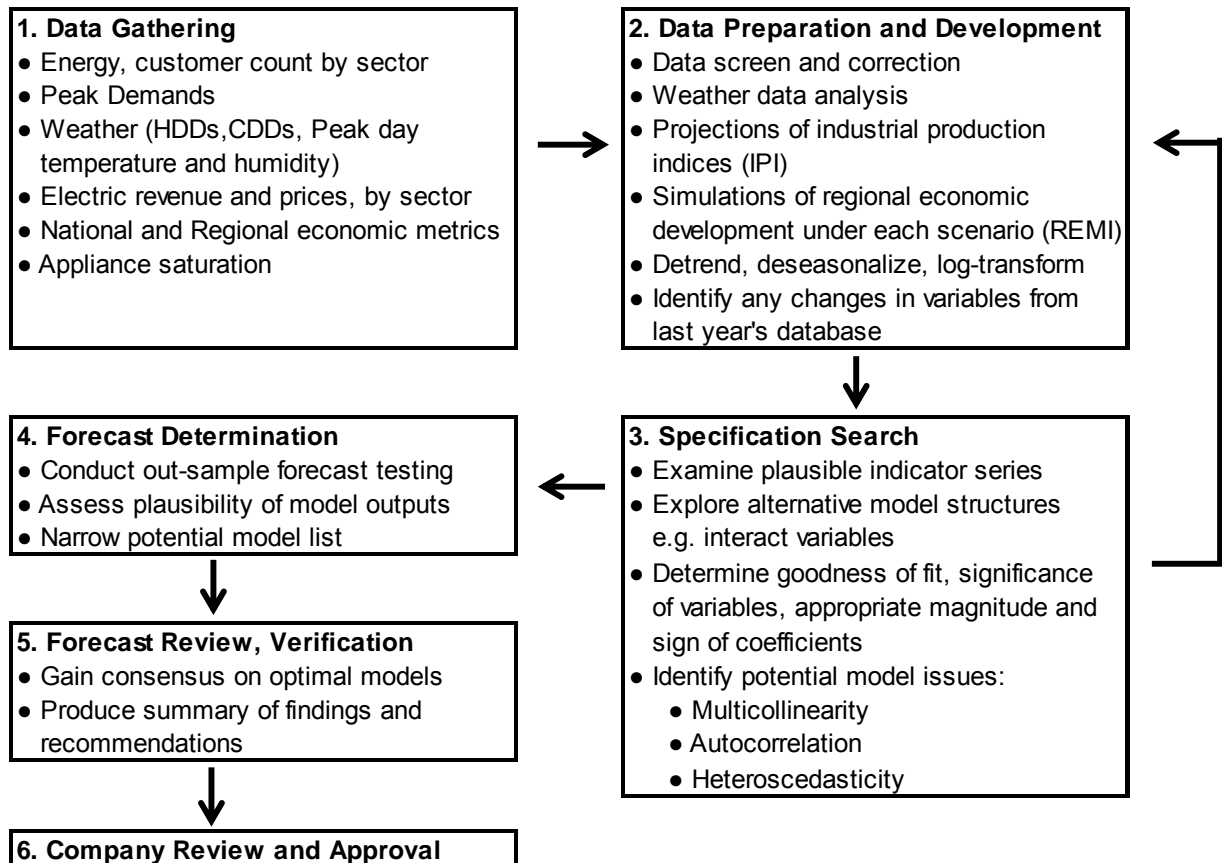 1. Data Gathering
● Energy, customer count by sector
● Peak Demands
● Weather (HDDs,CDDs, Peak day
temperature and humidity)
● Electric revenue and prices, by sector
● National and Regional economic metrics
● Appliance saturation
2. Data Preparation and Development
● Data screen and correction
● Weather data analysis
● Projections of industrial production
indices (IPI)
● Simulations of regional economic
development under each scenario (REMI)
● Detrend, deseasonalize, log-transform
● Identify any changes in variables from
last year's database
3. Specification Search
● Examine plausible indicator series
● Explore alternative model structures
e.g. interact variables
● Determine goodness of fit, significance
of variables, appropriate magnitude and
sign of coefficients
● Identify potential model issues:
● Multicollinearity
● Autocorrelation
● Heteroscedasticity
4. Forecast Determination
● Conduct out-sample forecast testing
● Assess plausibility of model outputs
● Narrow potential model list
5. Forecast Review, Verification
● Gain consensus on optimal models
● Produce summary of findings and
recommendations
6. Company Review and Approval